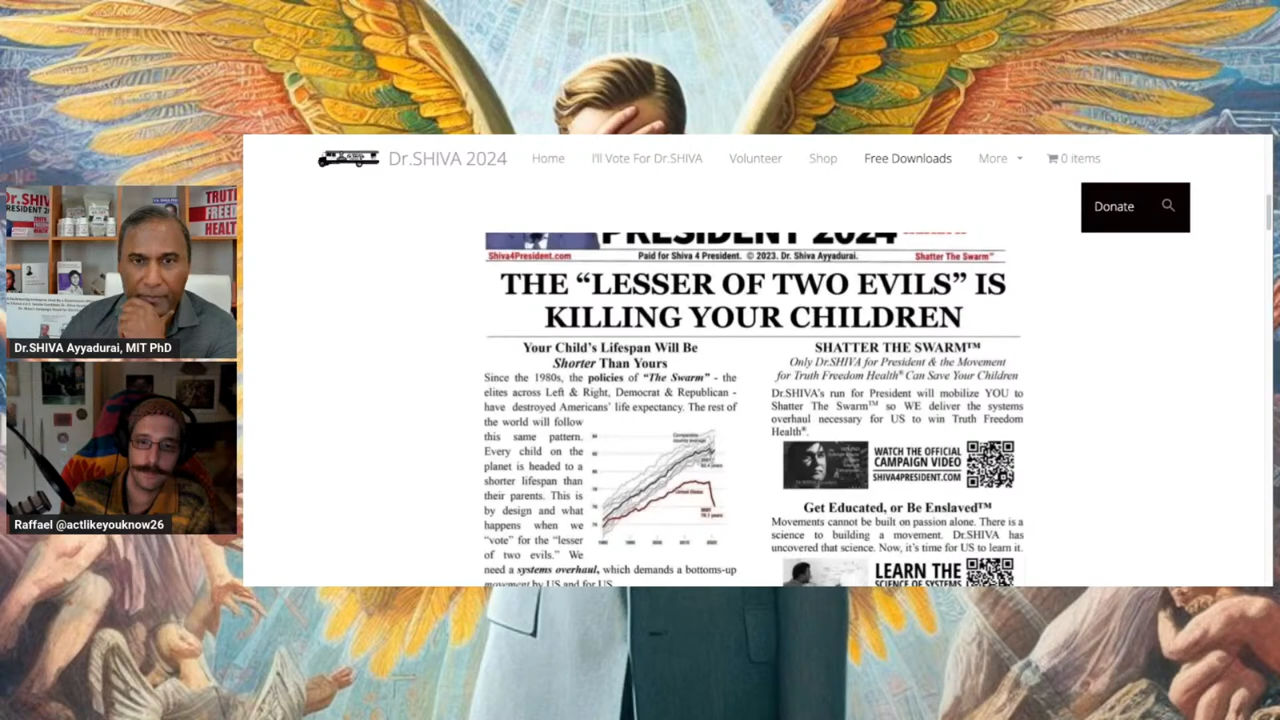 Dr.SHIVA 2024
Home
I'll Vote For Dr.SHIVA
Volunteer
Shop
Free Downloads
More
0 items
Donate
PRESIDENT 2024
Shiva4President.com
Paid for Shiva 4 President. © 2023. Dr. Shiva Ayyadurai.
Shatter The Swarm™
THE “LESSER OF TWO EVILS” IS
KILLING YOUR CHILDREN
Your Child’s Lifespan Will Be
Shorter Than Yours
Since the 1980s, the policies of “The Swarm” - the
elites across Left & Right, Democrat & Republican -
have destroyed Americans’ life expectancy. The rest of
the world will follow
this same pattern.
Every child on the
planet is headed to a
shorter lifespan than
their parents. This is
by design and what
happens when we
“vote” for the “lesser
of two evils.” We
need a systems overhaul, which demands a bottoms-up
movement by US and for US.
SHATTER THE SWARM™
Only Dr.SHIVA for President & the Movement
for Truth Freedom Health® Can Save Your Children
Dr.SHIVA’s run for President will mobilize YOU to
Shatter The Swarm™ so WE deliver the systems
overhaul necessary for US to win Truth Freedom
Health®.
WATCH THE OFFICIAL
CAMPAIGN VIDEO
SHIVA4PRESIDENT.COM
Get Educated, or Be Enslaved™
Movements cannot be built on passion alone. There is a
science to building a movement. Dr.SHIVA has
uncovered that science. Now, it’s time for US to learn it.
LEARN THE
SCIENCE OF SYSTEMS
Dr.SHIVA Ayyadurai, MIT PhD
Raffael @actlikeyouknow26